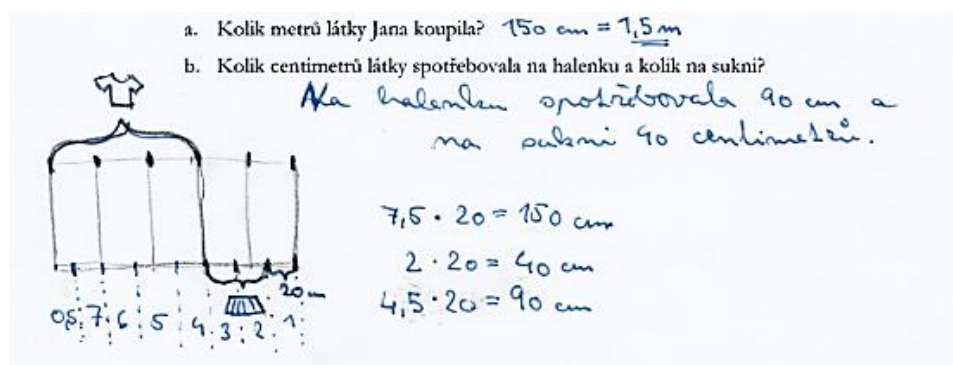 a. Kolik metrů látky Jana koupila? 150 cm = 1,5 m
b. Kolik centimetrů látky spotřebovala na halenku a kolik na sukni?
Na halenku spotřebovala 90 cm a
na sukni 40 centimetrů.
7,5 · 20 = 150 cm
2 · 20 = 40 cm
4,5 · 20 = 90 cm
20 cm
0,5 7 6 5 4 3 2 1